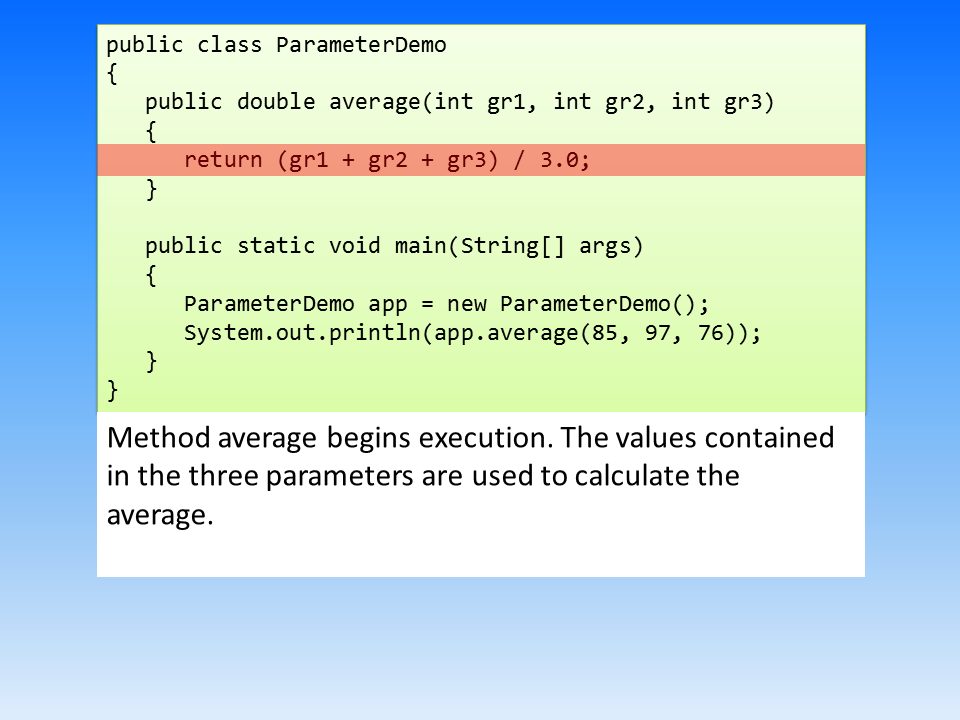 public class ParameterDemo
{
   public double average(int gr1, int gr2, int gr3)
   {
      return (gr1 + gr2 + gr3) / 3.0;
   }

   public static void main(String[] args)
   {
      ParameterDemo app = new ParameterDemo();
      System.out.println(app.average(85, 97, 76));
   }
}
Method average begins execution. The values contained
in the three parameters are used to calculate the
average.